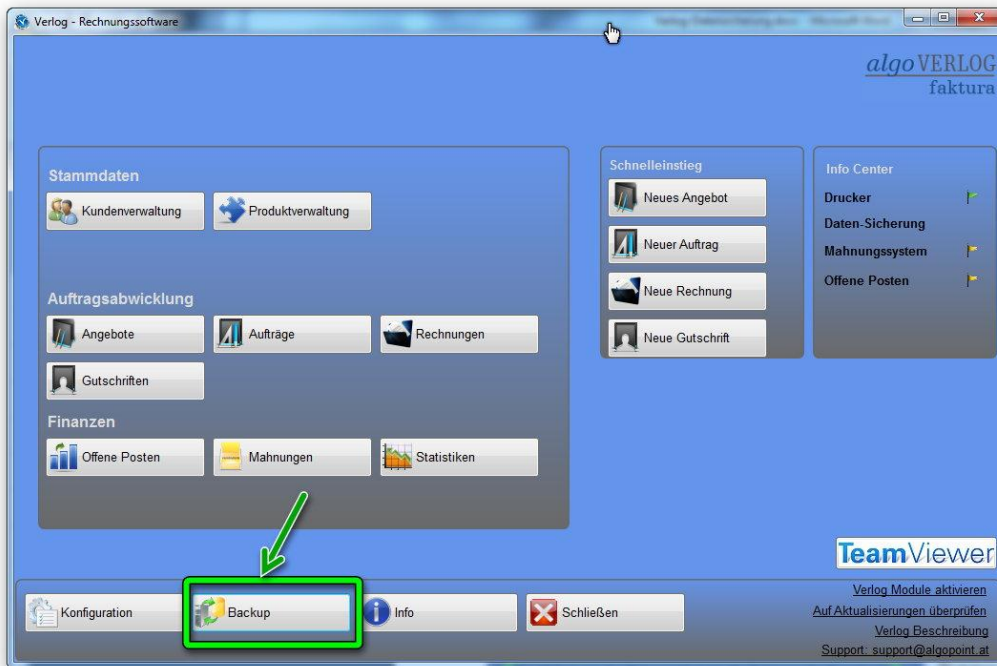 Verlog - Rechnungssoftware
algoVERLOG
faktura
Stammdaten
Kundenverwaltung
Produktverwaltung
Auftragsabwicklung
Angebote
Aufträge
Rechnungen
Gutschriften
Finanzen
Offene Posten
Mahnungen
Statistiken
Schnelleinstieg
Neues Angebot
Neuer Auftrag
Neue Rechnung
Neue Gutschrift
Info Center
Drucker
Daten-Sicherung
Mahnungssystem
Offene Posten
TeamViewer
Konfiguration
Backup
Info
Schließen
Verlog Module aktivieren
Auf Aktualisierungen überprüfen
Verlog Beschreibung
Support: support@algopoint.at